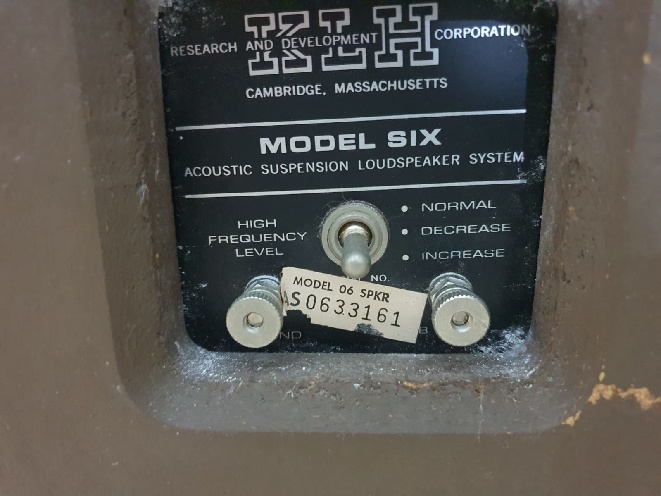 KLH
RESEARCH AND DEVELOPMENT CORPORATION
CAMBRIDGE, MASSACHUSETTS
MODEL SIX
ACOUSTIC SUSPENSION LOUDSPEAKER SYSTEM
HIGH
FREQUENCY
LEVEL
NORMAL
DECREASE
INCREASE
NO.
MODEL 06 SPKR
S0633161